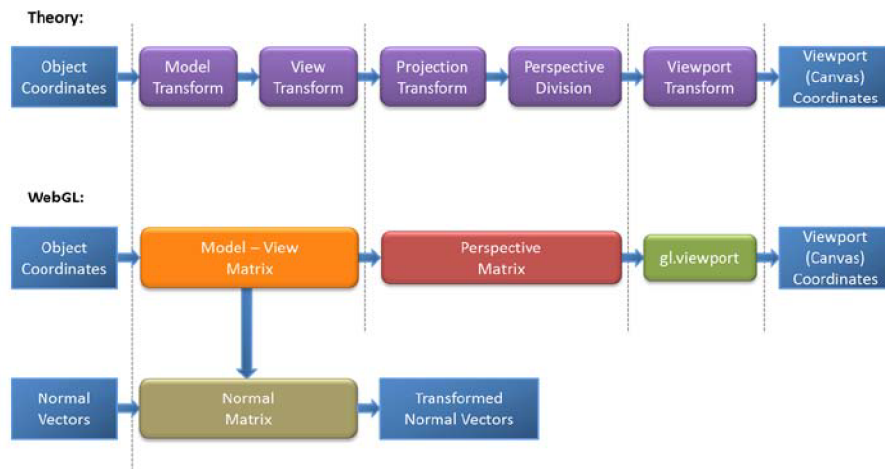 Theory:
Object
Coordinates
Model
Transform
View
Transform
Projection
Transform
Perspective
Division
Viewport
Transform
Viewport
(Canvas)
Coordinates
WebGL:
Object
Coordinates
Model – View
Matrix
Perspective
Matrix
gl.viewport
Viewport
(Canvas)
Coordinates
Normal
Vectors
Normal
Matrix
Transformed
Normal Vectors